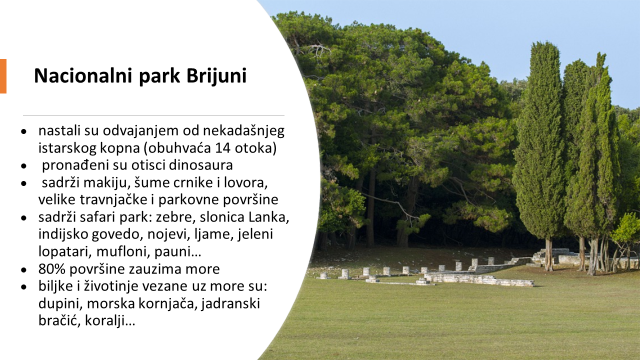 Nacionalni park Brijuni
• nastali su odvajanjem od nekadašnjeg
istarskog kopna (obuhvaća 14 otoka)
• pronađeni su otisci dinosaura
• sadrži makiju, šume crnike i lovora,
velike travnjačke i parkovne površine
• sadrži safari park: zebre, slonica Lanka,
indijsko govedo, nojevi, ljame, jeleni
lopatari, mufloni, pauni…
• 80% površine zauzima more
• biljke i životinje vezane uz more su:
dupini, morska kornjača, jadranski
bračić, koralji…